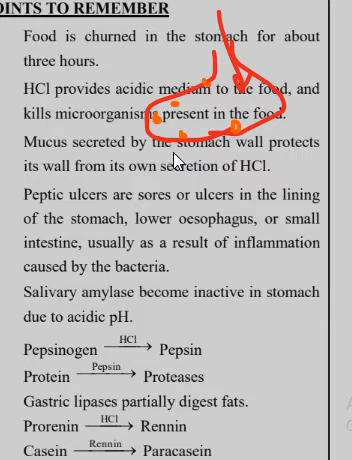 OINTS TO REMEMBER
Food is churned in the stomach for about
three hours.
HCl provides acidic medium to the food, and
kills microorganisms present in the food.
Mucus secreted by the stomach wall protects
its wall from its own secretion of HCl.
Peptic ulcers are sores or ulcers in the lining
of the stomach, lower oesophagus, or small
intestine, usually as a result of inflammation
caused by the bacteria.
Salivary amylase become inactive in stomach
due to acidic pH.
Pepsinogen —HCl→ Pepsin
Protein —Pepsin→ Proteases
Gastric lipases partially digest fats.
Prorenin —HCl→ Rennin
Casein —Rennin→ Paracasein